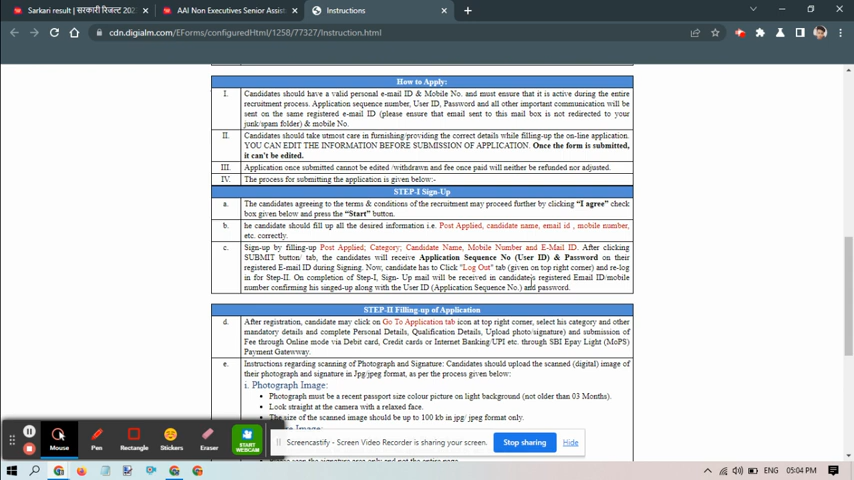 Sarkari result | सरकारी रिजल्ट 202
AAI Non Executives Senior Assist
Instructions
cdn.digialm.com/EForms/configuredHtml/1258/77327/Instruction.html
How to Apply:
I. Candidates should have a valid personal e-mail ID & Mobile No. and must ensure that it is active during the entire
recruitment process. Application sequence number, User ID, Password and all other important communication will be
sent on the same registered e-mail ID (please ensure that email sent to this mail box is not redirected to your
junk/spam folder) & mobile No.
II. Candidates should take utmost care in furnishing/providing the correct details while filling-up the on-line application.
YOU CAN EDIT THE INFORMATION BEFORE SUBMISSION OF APPLICATION. Once the form is submitted,
it can't be edited.
III. Application once submitted cannot be edited /withdrawn and fee once paid will neither be refunded nor adjusted.
IV. The process for submitting the application is given below:-
STEP-I Sign-Up
a. The candidates agreeing to the terms & conditions of the recruitment may proceed further by clicking "I agree" check
box given below and press the "Start" button.
b. he candidate should fill up all the desired information i.e. Post Applied, candidate name, email id , mobile number,
etc. correctly.
c. Sign-up by filling-up Post Applied; Category; Candidate Name, Mobile Number and E-Mail ID. After clicking
SUBMIT button/ tab, the candidates will receive Application Sequence No (User ID) & Password on their
registered E-mail ID during Signing. Now, candidate has to Click "Log Out" tab (given on top right corner) and re-log
in for Step-II. On completion of Step-I, Sign- Up mail will be received in candidate's registered Email ID/mobile
number confirming his singed-up along with the User ID (Application Sequence No.) and password.
STEP-II Filling-up of Application
d. After registration, candidate may click on Go To Application tab icon at top right corner, select his category and other
mandatory details and complete Personal Details, Qualification Details, Upload photo/signature) and submission of
Fee through Online mode via Debit card, Credit cards or Internet Banking/UPI etc. through SBI Epay Light (MoPS)
Payment Gatewway.
e. Instructions regarding scanning of Photograph and Signature: Candidates should upload the scanned (digital) image of
their photograph and signature in Jpg/jpeg format, as per the process given below:
i. Photograph Image:
• Photograph must be a recent passport size colour picture on light background (not older than 03 Months).
• Look straight at the camera with a relaxed face.
• The size of the scanned image should be up to 100 kb in jpg/ jpeg format only.
Image:
please scan the signature area only and not the entire page.
Mouse
Pen
Rectangle
Stickers
Eraser
START
WEBCAM
Screencastify - Screen Video Recorder is sharing your screen.
Stop sharing
Hide
ENG
05:04 PM